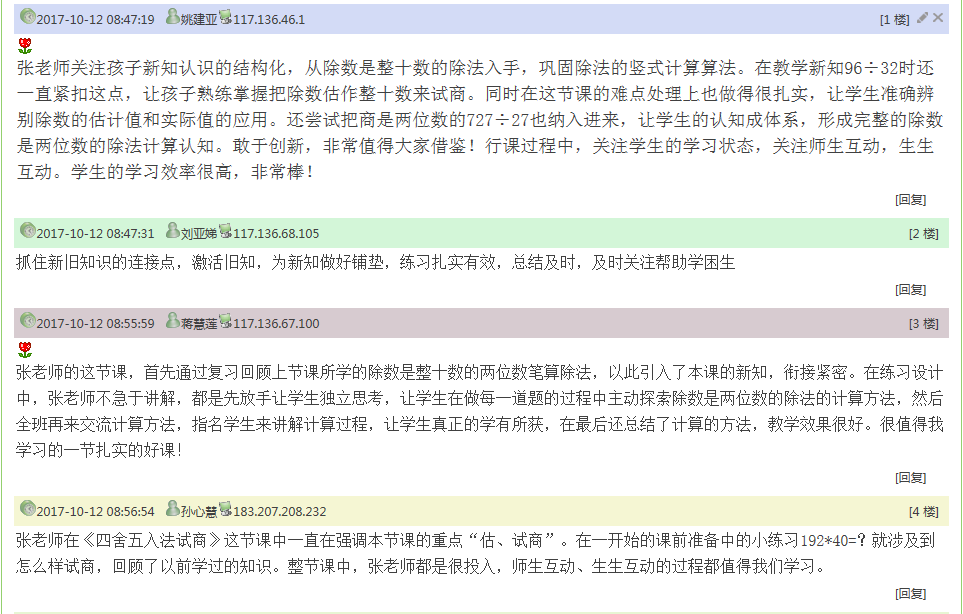 2017-10-12 08:47:19 姚建亚 117.136.46.1 [1 楼]
张老师关注孩子新知认识的结构化，从除数是整十数的除法入手，巩固除法的竖式计算算法。在教学新知96÷32时还
一直紧扣这点，让孩子熟练掌握把除数估作整十数来试商。同时在这节课的难点处理上也做得很扎实，让学生准确辨
别除数的估计值和实际值的应用。还尝试把商是两位数的727÷27也纳入进来，让学生的认知成体系，形成完整的除数
是两位数的除法计算认知。敢于创新，非常值得大家借鉴！行课过程中，关注学生的学习状态，关注师生互动，生生
互动。学生的学习效率很高，非常棒！
[回复]
2017-10-12 08:47:31 刘亚娣 117.136.68.105 [2 楼]
抓住新旧知识的连接点，激活旧知，为新知做好铺垫，练习扎实有效，总结及时，及时关注帮助学困生
[回复]
2017-10-12 08:55:59 蒋慧莲 117.136.67.100 [3 楼]
张老师的这节课，首先通过复习回顾上节课所学的除数是整十数的两位数笔算除法，以此引入了本课的新知，衔接紧密。在练习设计
中，张老师不急于讲解，都是先放手让学生独立思考，让学生在做每一道题的过程中主动探索除数是两位数的除法的计算方法，然后
全班再来交流计算方法，指名学生来讲解计算过程，让学生真正的学有所获，在最后还总结了计算的方法，教学效果很好。很值得我
学习的一节扎实的好课！
[回复]
2017-10-12 08:56:54 孙心慧 183.207.208.232 [4 楼]
张老师在《四舍五入法试商》这节课中一直在强调本节课的重点“估、试商”。在一开始的课前准备中的小练习192*40=？就涉及到
怎么样试商，回顾了以前学过的知识。整节课中，张老师都是很投入，师生互动、生生互动的过程都值得我们学习。
[回复]